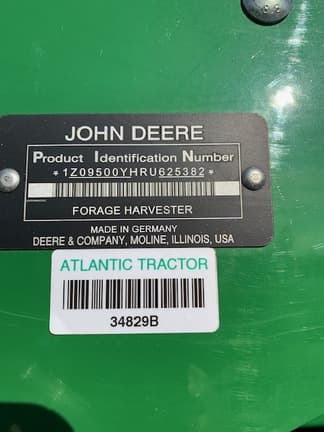 JOHN DEERE
Product Identification Number
*1Z09500YHRU625382*
FORAGE HARVESTER
MADE IN GERMANY
DEERE & COMPANY, MOLINE, ILLINOIS, USA
ATLANTIC TRACTOR
34829B